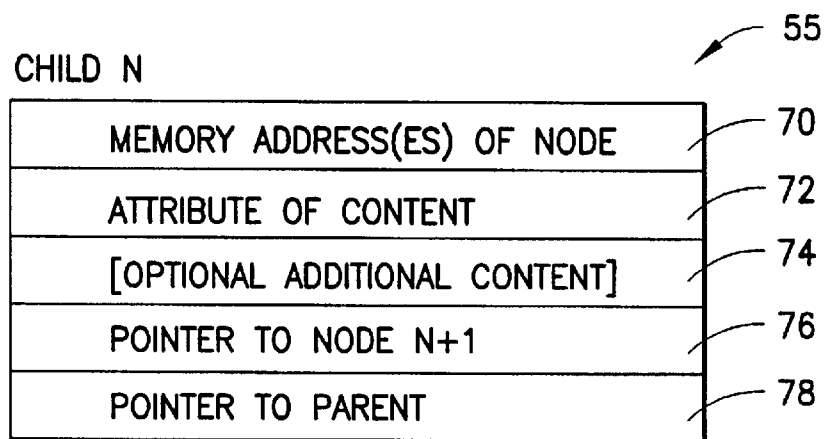 55
CHILD N
MEMORY ADDRESS(ES) OF NODE 70
ATTRIBUTE OF CONTENT 72
[OPTIONAL ADDITIONAL CONTENT] 74
POINTER TO NODE N+1 76
POINTER TO PARENT 78